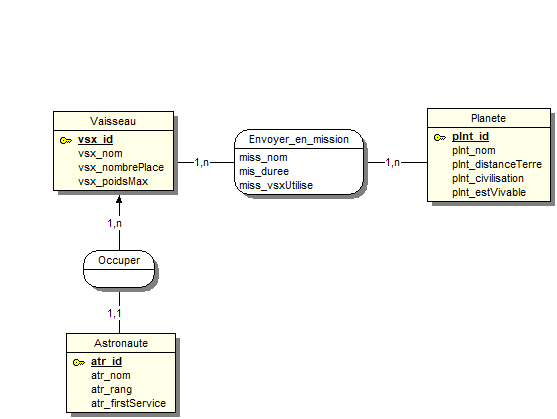 Vaisseau
vsx_id
vsx_nom
vsx_nombrePlace
vsx_poidsMax
1,n
Envoyer_en_mission
miss_nom
mis_duree
miss_vsxUtilise
1,n
Planete
plnt_id
plnt_nom
plnt_distanceTerre
plnt_civilisation
plnt_estVivable
1,n
Occuper
1,1
Astronaute
atr_id
atr_nom
atr_rang
atr_firstService